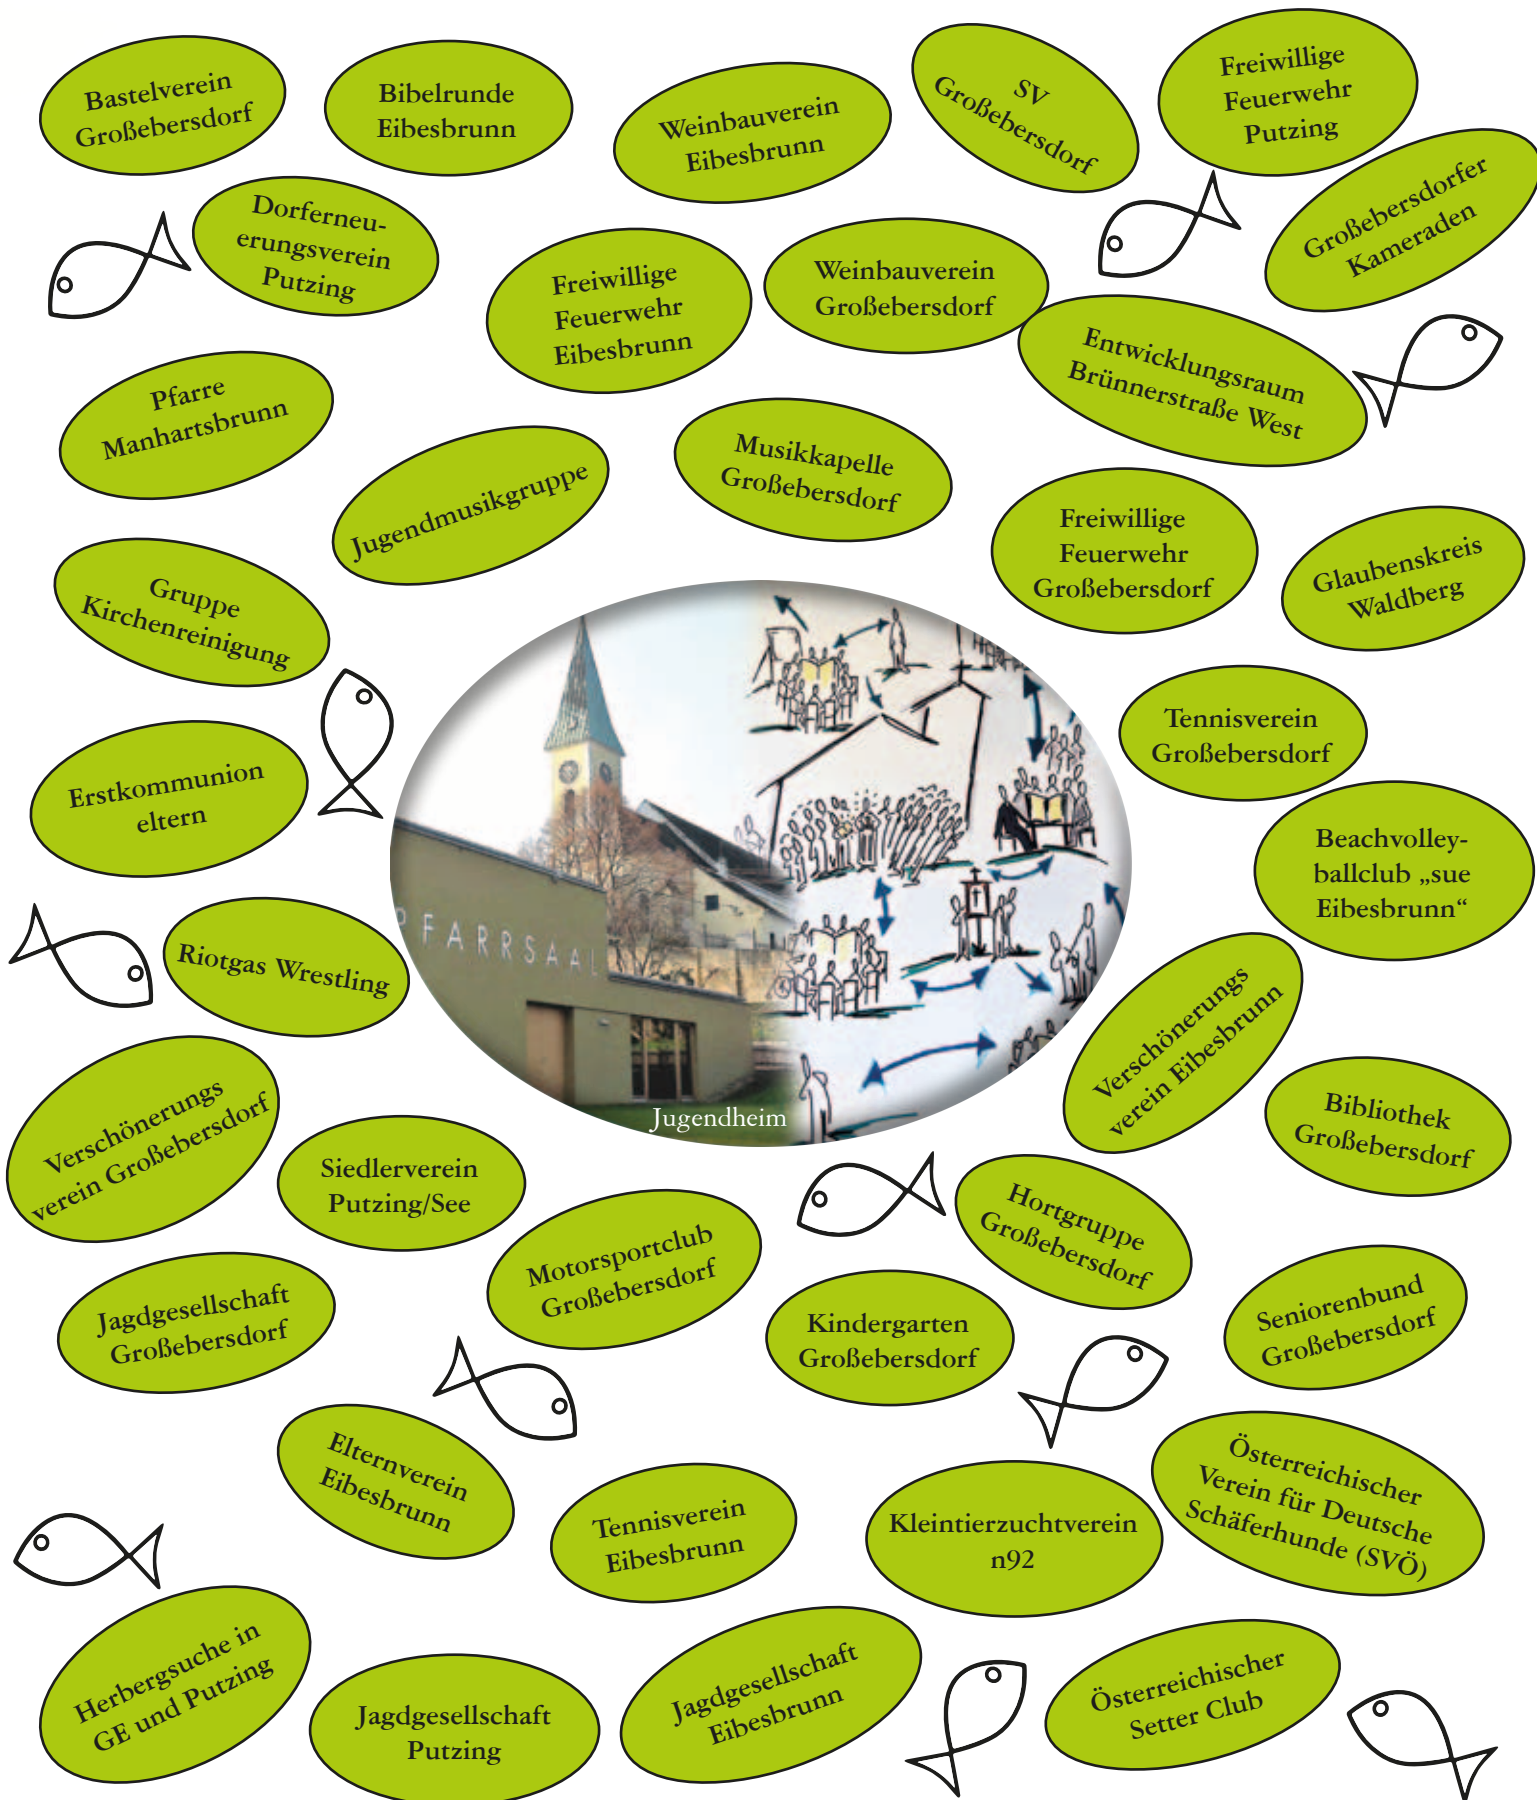 Bastelverein
Großebersdorf
Bibelrunde
Eibesbrunn
Weinbauverein
Eibesbrunn
SV
Großebersdorf
Freiwillige
Feuerwehr
Putzing
Großebersdorfer
Kameraden
Dorferneu-
erungsverein
Putzing
Freiwillige
Feuerwehr
Eibesbrunn
Weinbauverein
Großebersdorf
Entwicklungsraum
Brünnerstraße West
Pfarre
Manhartsbrunn
Jugendmusikgruppe
Musikkapelle
Großebersdorf
Freiwillige
Feuerwehr
Großebersdorf
Glaubenskreis
Waldberg
Gruppe
Kirchenreinigung
Tennisverein
Großebersdorf
Erstkommunion
eltern
Beachvolley-
ballclub „sue
Eibesbrunn“
Riotgas Wrestling
PFARRSAAL
Jugendheim
Verschönerungs
verein Eibesbrunn
Verschönerungs
verein Großebersdorf
Siedlerverein
Putzing/See
Bibliothek
Großebersdorf
Motorsportclub
Großebersdorf
Hortgruppe
Großebersdorf
Jagdgesellschaft
Großebersdorf
Kindergarten
Großebersdorf
Seniorenbund
Großebersdorf
Elternverein
Eibesbrunn
Tennisverein
Eibesbrunn
Kleintierzuchtverein
n92
Österreichischer
Verein für Deutsche
Schäferhunde (SVÖ)
Herbergsuche in
GE und Putzing
Jagdgesellschaft
Putzing
Jagdgesellschaft
Eibesbrunn
Österreichischer
Setter Club